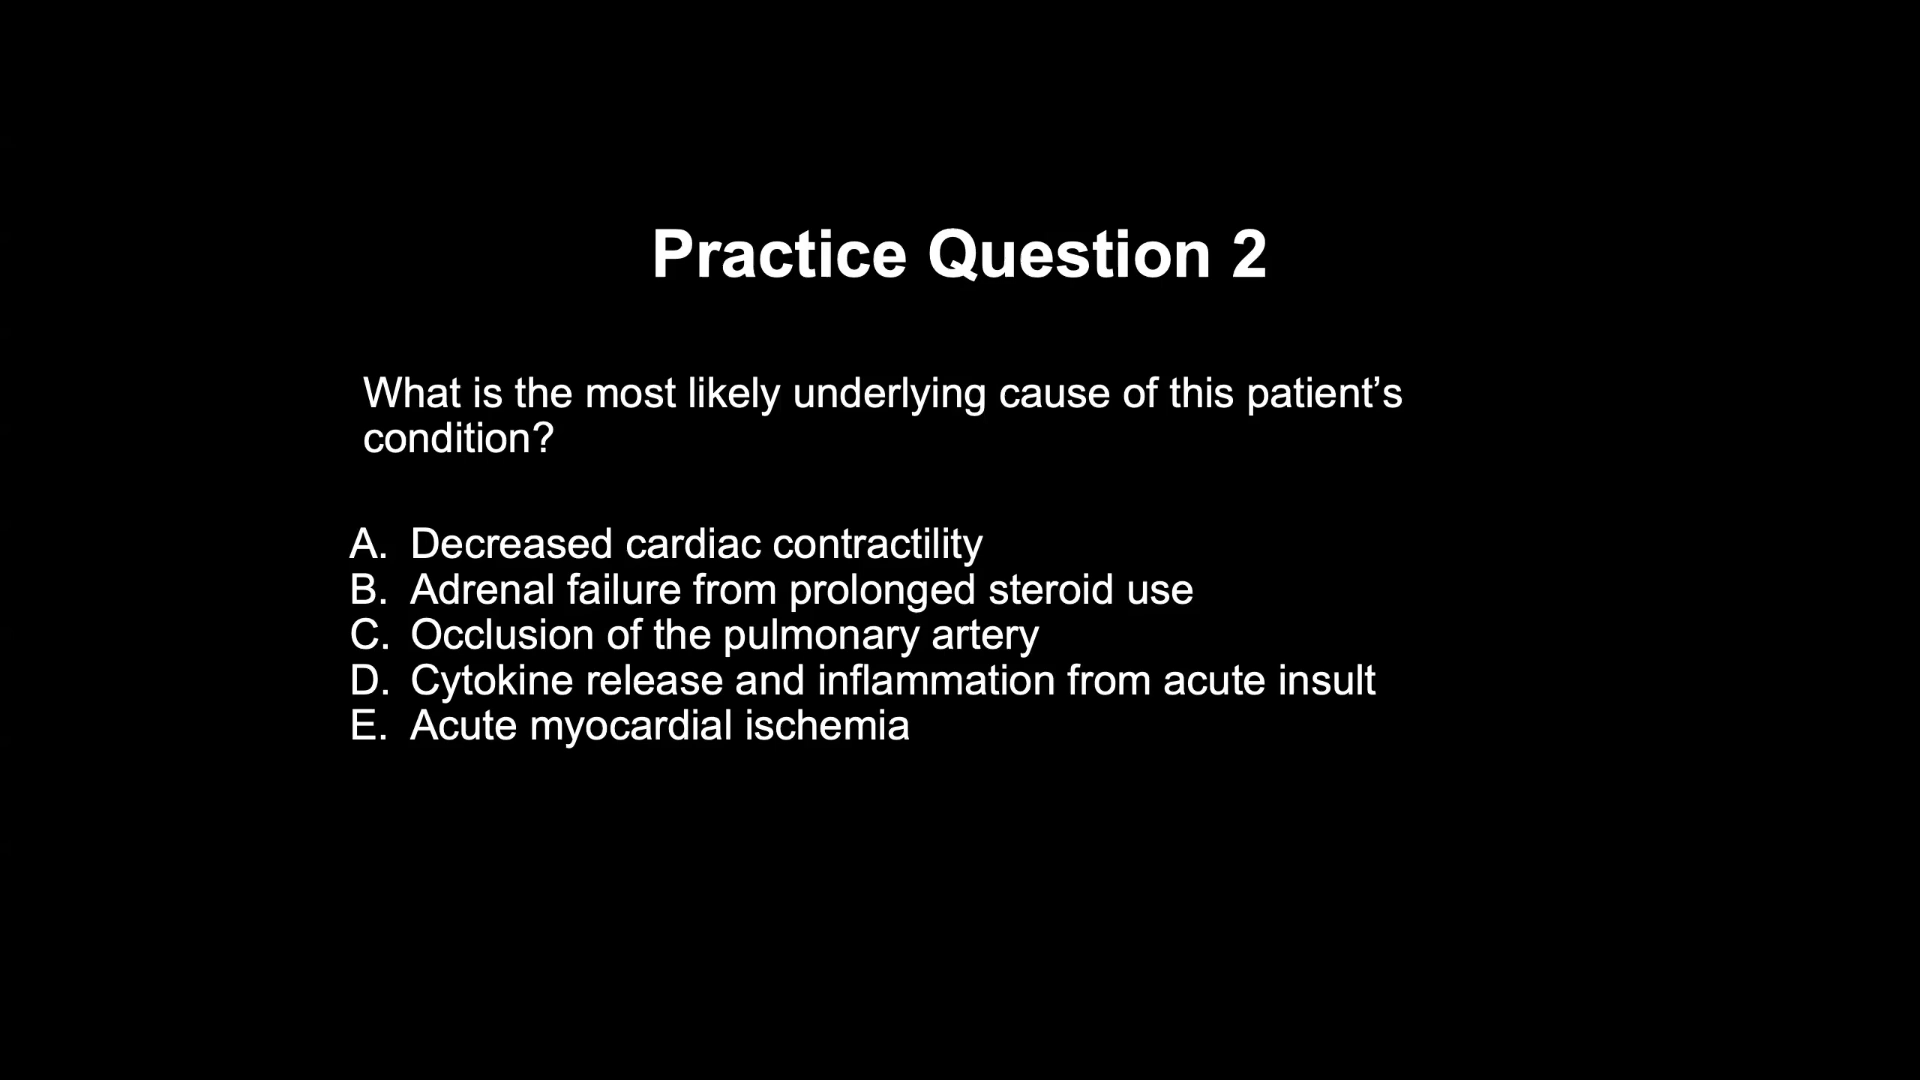 Practice Question 2
What is the most likely underlying cause of this patient’s
condition?
A. Decreased cardiac contractility
B. Adrenal failure from prolonged steroid use
C. Occlusion of the pulmonary artery
D. Cytokine release and inflammation from acute insult
E. Acute myocardial ischemia